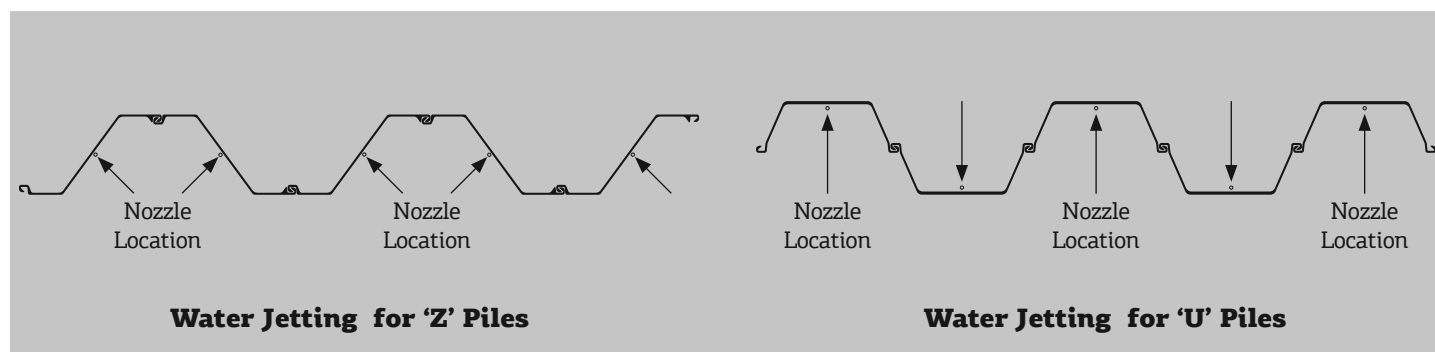 Nozzle
Location
Nozzle
Location
Water Jetting for ‘Z’ Piles
Nozzle
Location
Nozzle
Location
Nozzle
Location
Water Jetting for ‘U’ Piles